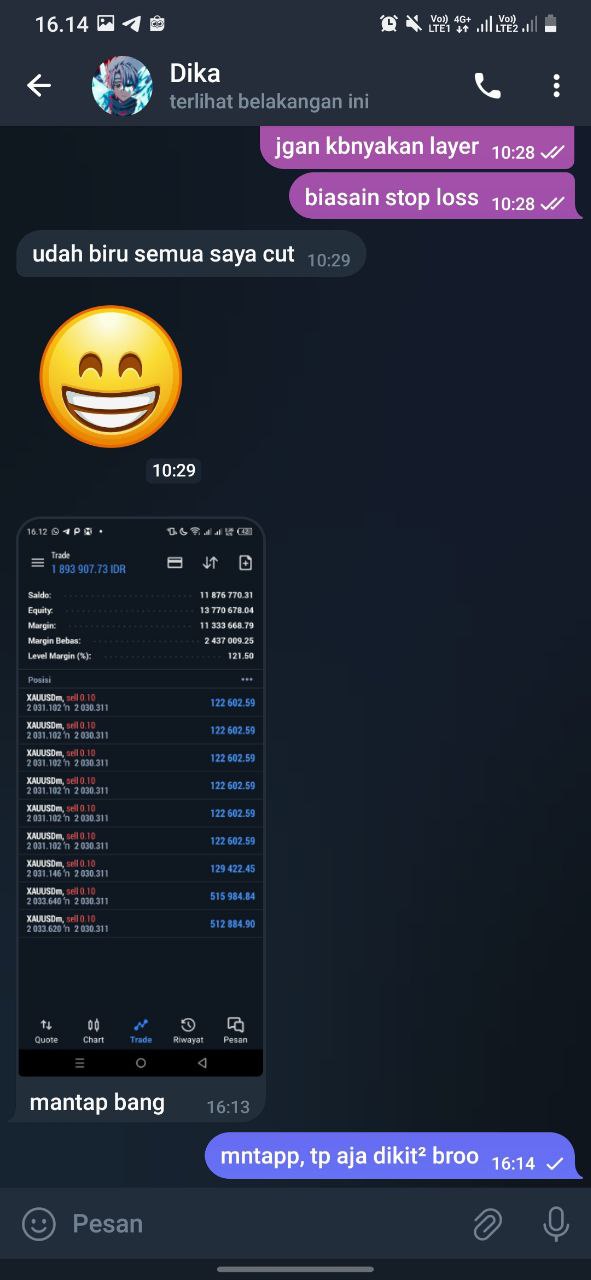 16.14
Vo)) 4G+ Vo))
LTE1 LTE2
Dika
terlihat belakangan ini
jgan kbnyakan layer 10:28
biasain stop loss 10:28
udah biru semua saya cut 10:29
10:29
16.12
Trade
1 893 907.73 IDR
Saldo: 11 876 770.31
Equity: 13 770 678.04
Margin: 11 333 668.79
Margin Bebas: 2 437 009.25
Level Margin (%): 121.50
Posisi
XAUUSDm, sell 0.10
2 031.102 2 030.311 122 602.59
XAUUSDm, sell 0.10
2 031.102 2 030.311 122 602.59
XAUUSDm, sell 0.10
2 031.102 2 030.311 122 602.59
XAUUSDm, sell 0.10
2 031.102 2 030.311 122 602.59
XAUUSDm, sell 0.10
2 031.102 2 030.311 122 602.59
XAUUSDm, sell 0.10
2 031.102 2 030.311 122 602.59
XAUUSDm, sell 0.10
2 031.146 2 030.311 129 422.45
XAUUSDm, sell 0.10
2 033.640 2 030.311 515 984.84
XAUUSDm, sell 0.10
2 033.620 2 030.311 512 884.90
Quote Chart Trade Riwayat Pesan
mantap bang 16:13
mntapp, tp aja dikit² broo 16:14
Pesan